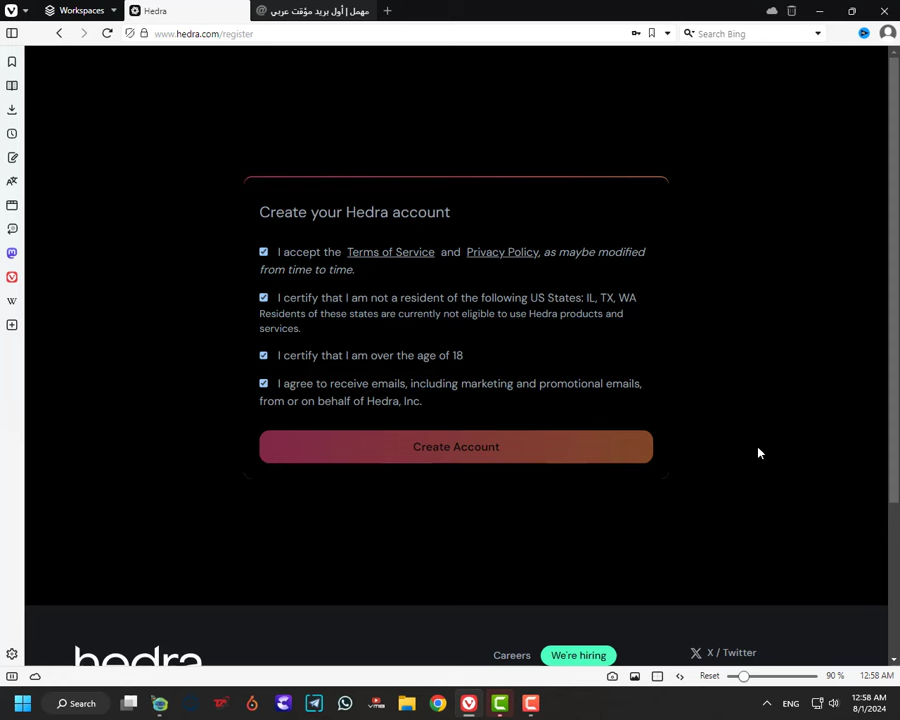 Workspaces
Hedra
مهمل | أول بريد مؤقت عربي
www.hedra.com/register
Search Bing
Create your Hedra account
I accept the Terms of Service and Privacy Policy, as maybe modified
from time to time.
I certify that I am not a resident of the following US States: IL, TX, WA
Residents of these states are currently not eligible to use Hedra products and
services.
I certify that I am over the age of 18
I agree to receive emails, including marketing and promotional emails,
from or on behalf of Hedra, Inc.
Create Account
hedra
Careers
We're hiring
X / Twitter
Reset
90 %
12:58 AM
Search
ENG
12:58 AM
8/1/2024